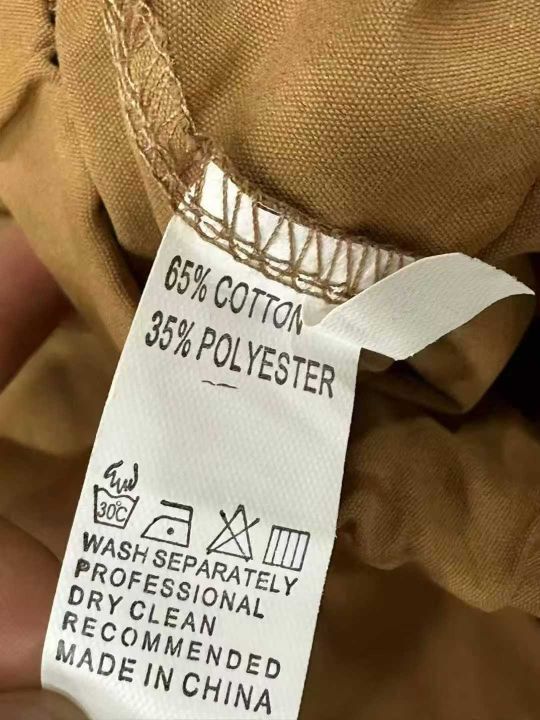 65% COTTON
35% POLYESTER
30°C
WASH SEPARATELY
PROFESSIONAL
DRY CLEAN
RECOMMENDED
MADE IN CHINA